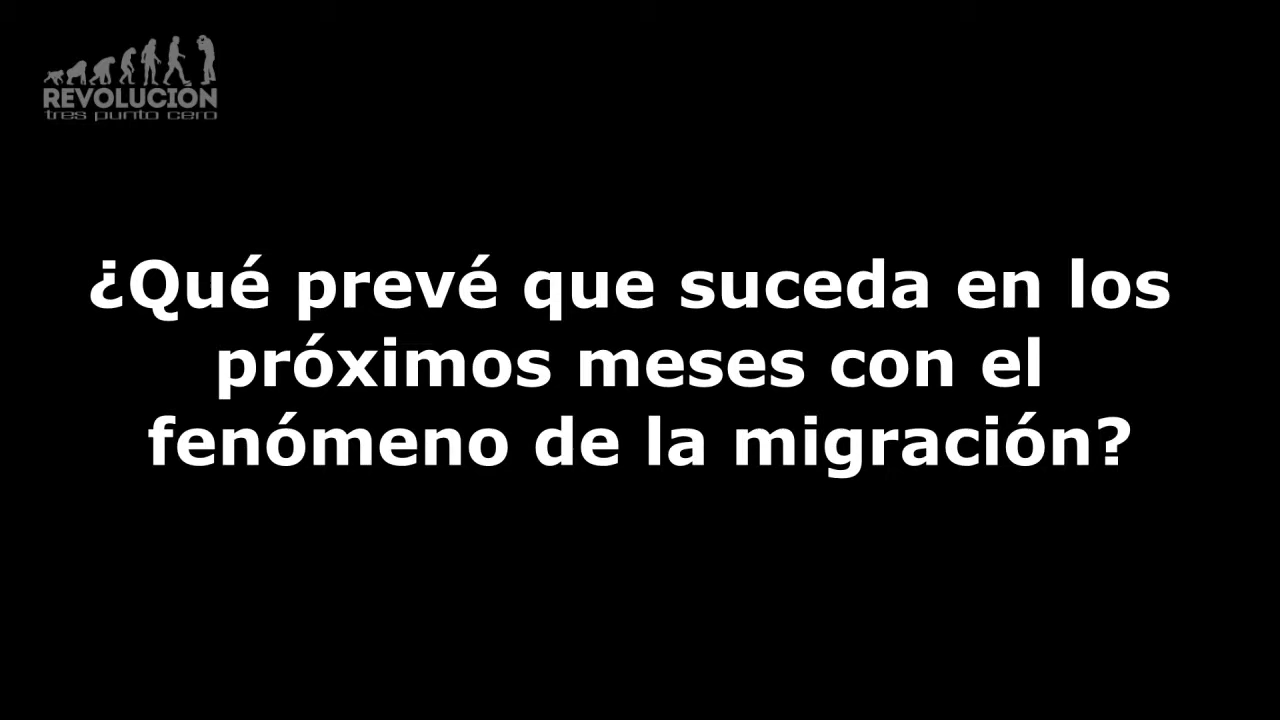 REVOLUCIÓN
tres punto cero
¿Qué prevé que suceda en los
próximos meses con el
fenómeno de la migración?